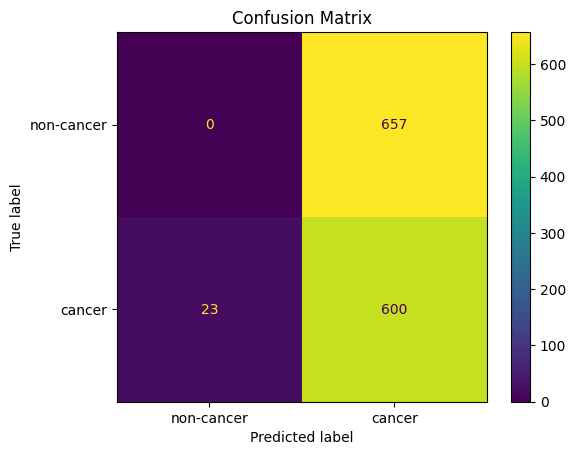 Confusion Matrix
non-cancer
0
657
cancer
23
600
non-cancer
cancer
True label
Predicted label
600
500
400
300
200
100
0